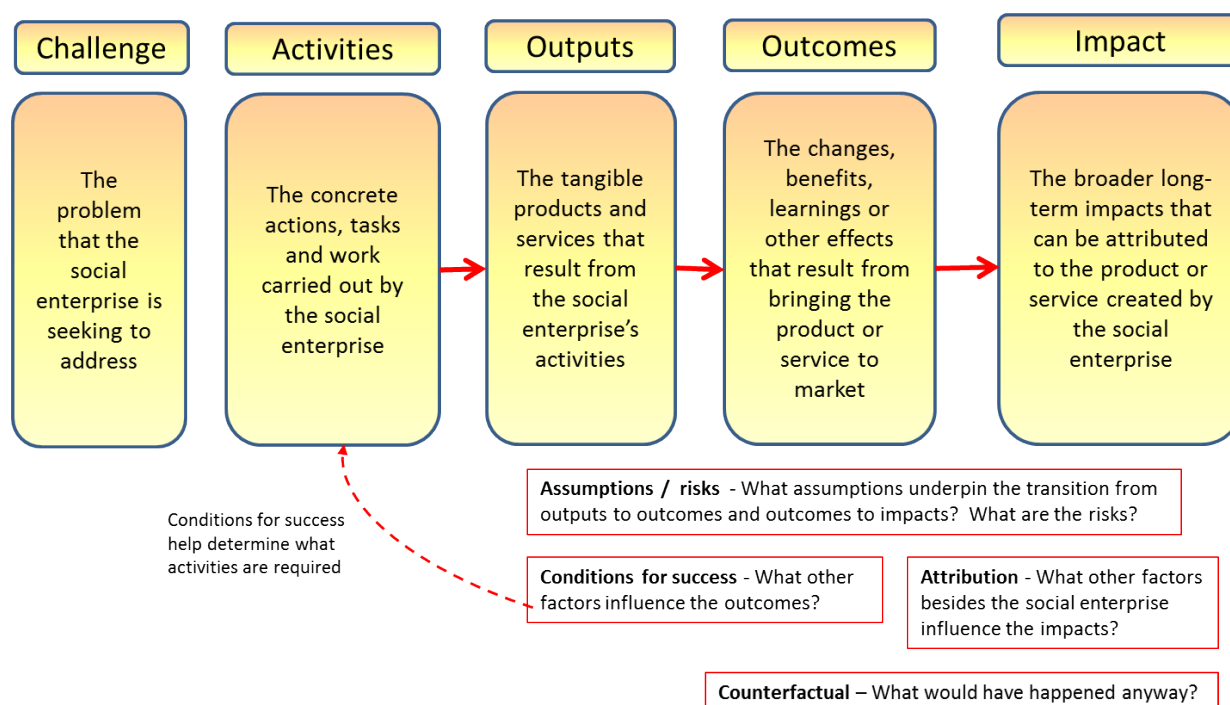 Challenge
Activities
Outputs
Outcomes
Impact
The
problem
that the
social
enterprise is
seeking to
address
The concrete
actions, tasks
and work
carried out by
the social
enterprise
The tangible
products and
services that
result from
the social
enterprise’s
activities
The changes,
benefits,
learnings or
other effects
that result from
bringing the
product or
service to
market
The broader long-
term impacts that
can be attributed
to the product or
service created by
the social
enterprise
Assumptions / risks - What assumptions underpin the transition from
outputs to outcomes and outcomes to impacts? What are the risks?
Conditions for success
help determine what
activities are required
Conditions for success - What other
factors influence the outcomes?
Attribution - What other factors
besides the social enterprise
influence the impacts?
Counterfactual – What would have happened anyway?